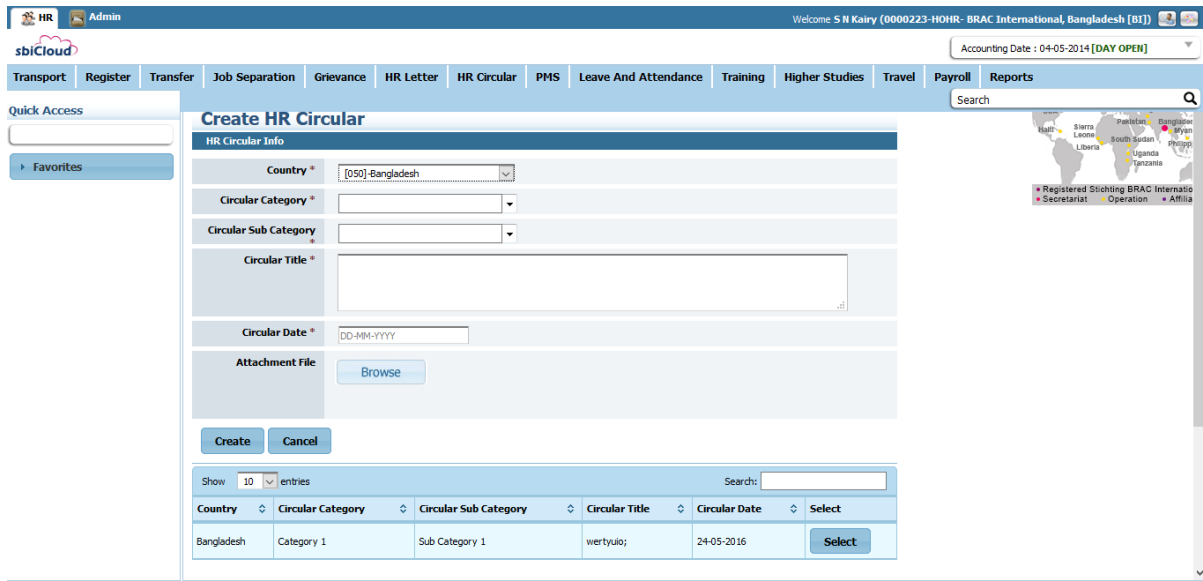 HR Admin Welcome S N Kairy (0000223-HOHR- BRAC International, Bangladesh [BI])
sbiCloud
Accounting Date : 04-05-2014 [DAY OPEN]
Transport Register Transfer Job Separation Grievance HR Letter HR Circular PMS Leave And Attendance Training Higher Studies Travel Payroll Reports
Search
Quick Access
Favorites
Create HR Circular
HR Circular Info
Country * [050]-Bangladesh
Circular Category *
Circular Sub Category
*
Circular Title *
Circular Date * DD-MM-YYYY
Attachment File Browse
Create Cancel
Haiti Sierra
Leone
Liberia
Pakistan
South Sudan
Uganda
Tanzania
• Registered Stichting BRAC Internatio
• Secretariat Operation • Affilia
Show 10 entries Search:
Country Circular Category Circular Sub Category Circular Title Circular Date Select
Bangladesh Category 1 Sub Category 1 wertyuio; 24-05-2016 Select